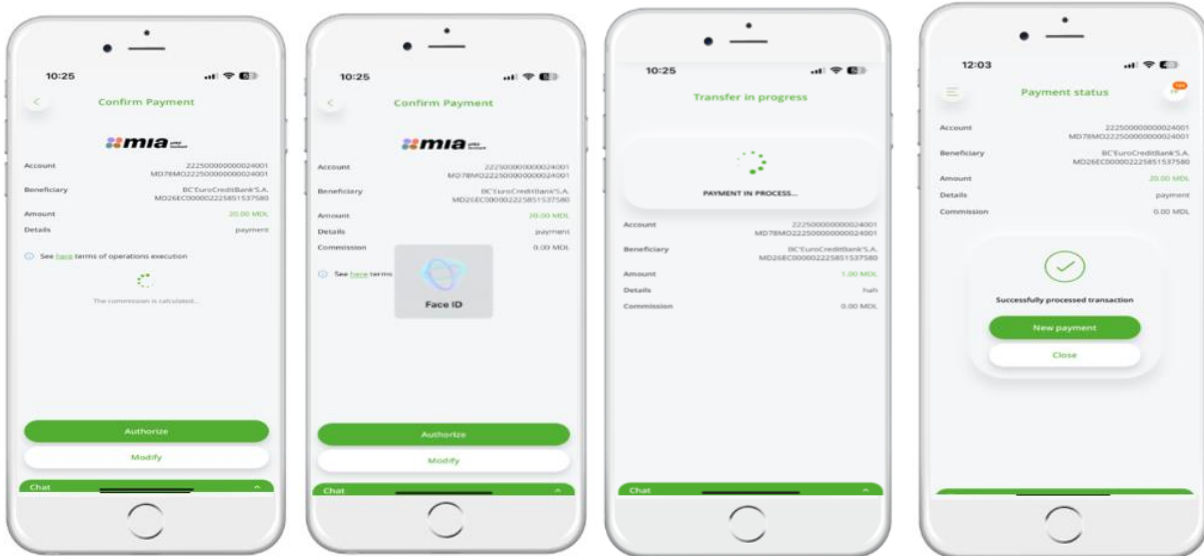 10:25
Confirm Payment
mia
Account 222500000000024001
MD78MO2225000000000024001
Beneficiary BC'EuroCreditBank'S.A.
MD26EC000002225851537580
Amount 20.00 MDL
Details payment
See here terms of operations execution
The commission is calculated...
Authorize
Modify
Chat
10:25
Confirm Payment
mia
Account 222500000000024001
MD78MO2225000000000024001
Beneficiary BC'EuroCreditBank'S.A.
MD26EC000002225851537580
Amount 20.00 MDL
Details payment
Commission 0.00 MDL
See here terms
Face ID
Authorize
Modify
Chat
10:25
Transfer in progress
PAYMENT IN PROCESS...
Account 222500000000024001
MD78MO2225000000000024001
Beneficiary BC'EuroCreditBank'S.A.
MD26EC000002225851537580
Amount 1.00 MDL
Details hah
Commission 0.00 MDL
Chat
12:03
Payment status
Account 222500000000024001
MD78MO2225000000000024001
Beneficiary BC'EuroCreditBank'S.A.
MD26EC000002225851537580
Amount 20.00 MDL
Details payment
Commission 0.00 MDL
Successfully processed transaction
New payment
Close